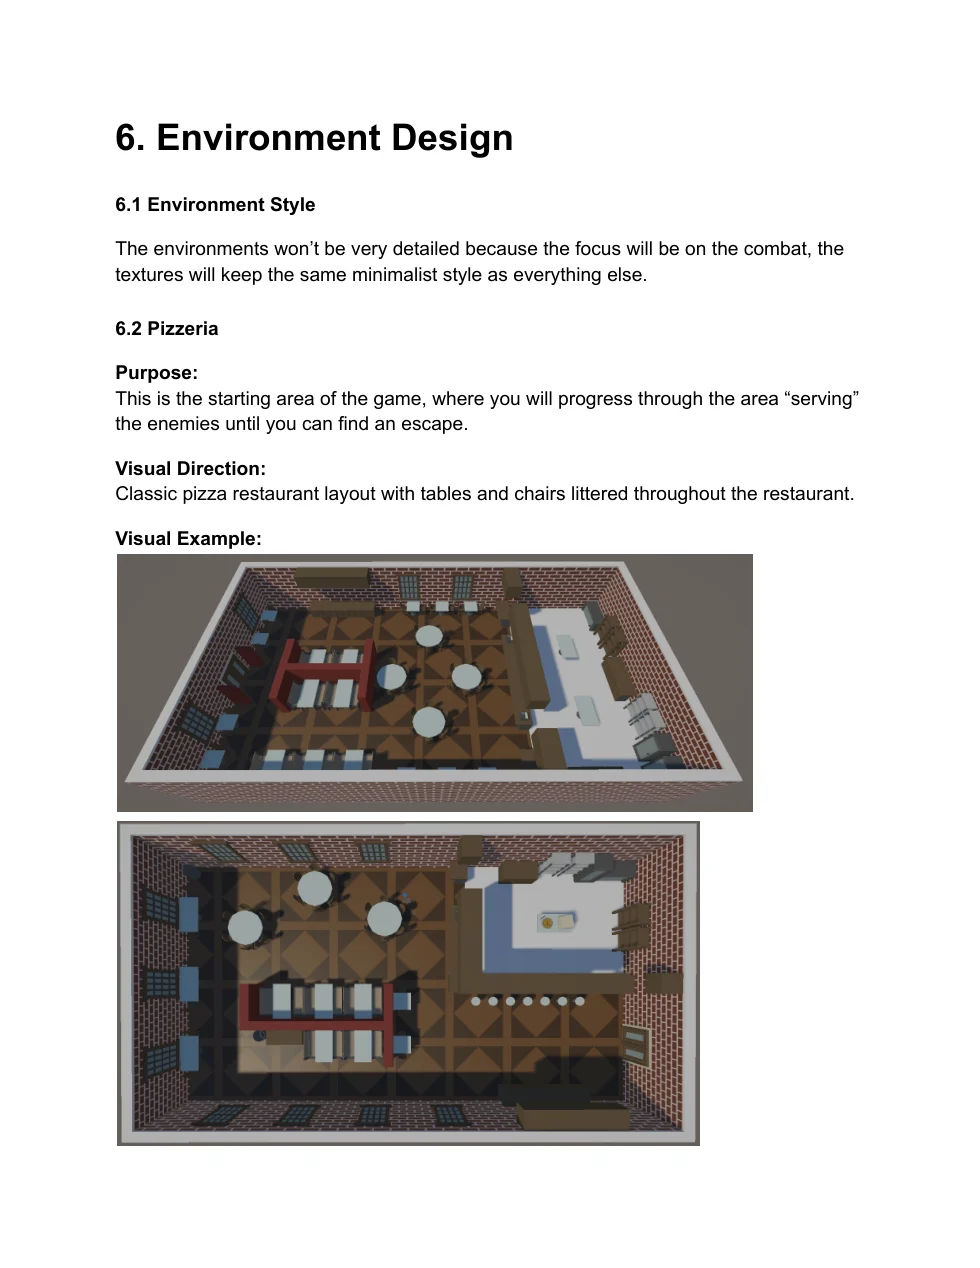 6. Environment Design
6.1 Environment Style
The environments won’t be very detailed because the focus will be on the combat, the
textures will keep the same minimalist style as everything else.
6.2 Pizzeria
Purpose:
This is the starting area of the game, where you will progress through the area “serving”
the enemies until you can find an escape.
Visual Direction:
Classic pizza restaurant layout with tables and chairs littered throughout the restaurant.
Visual Example: